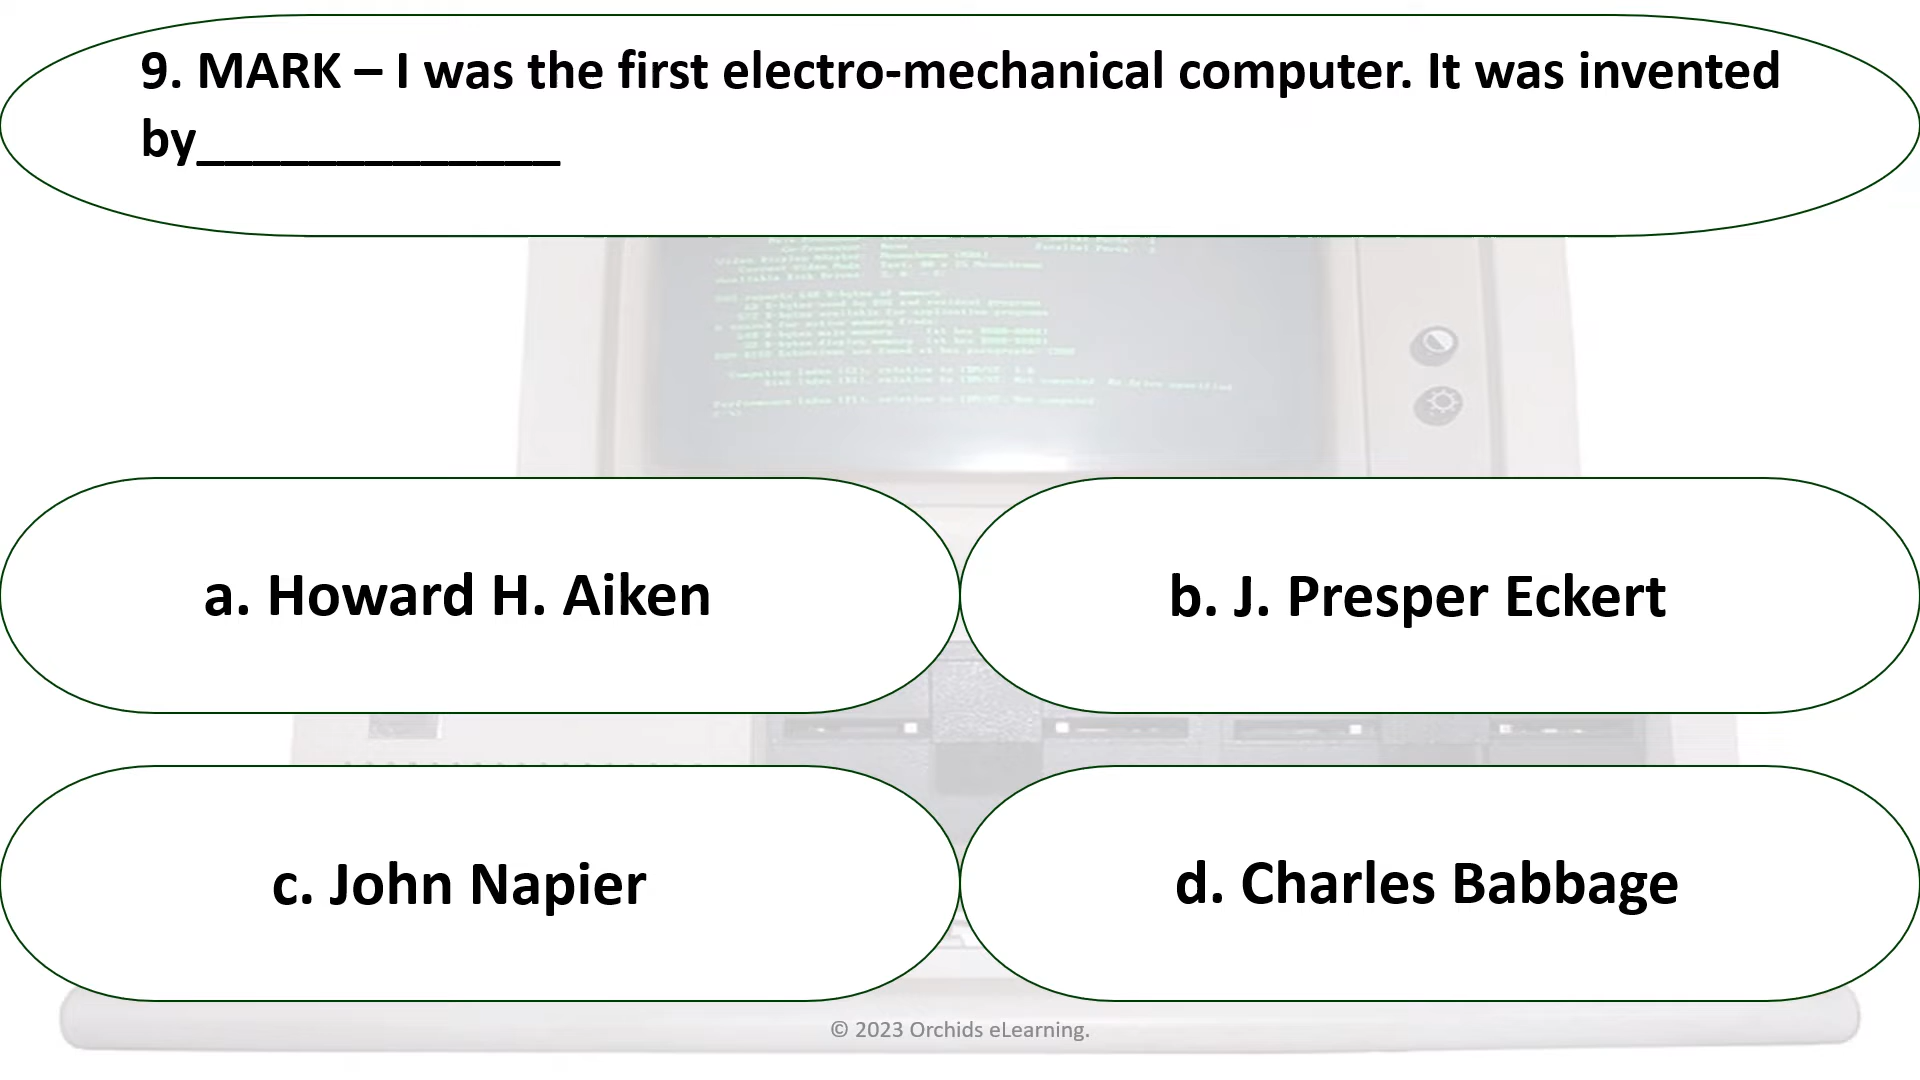 9. MARK – I was the first electro-mechanical computer. It was invented
by_____________
a. Howard H. Aiken
b. J. Presper Eckert
c. John Napier
d. Charles Babbage
© 2023 Orchids eLearning.